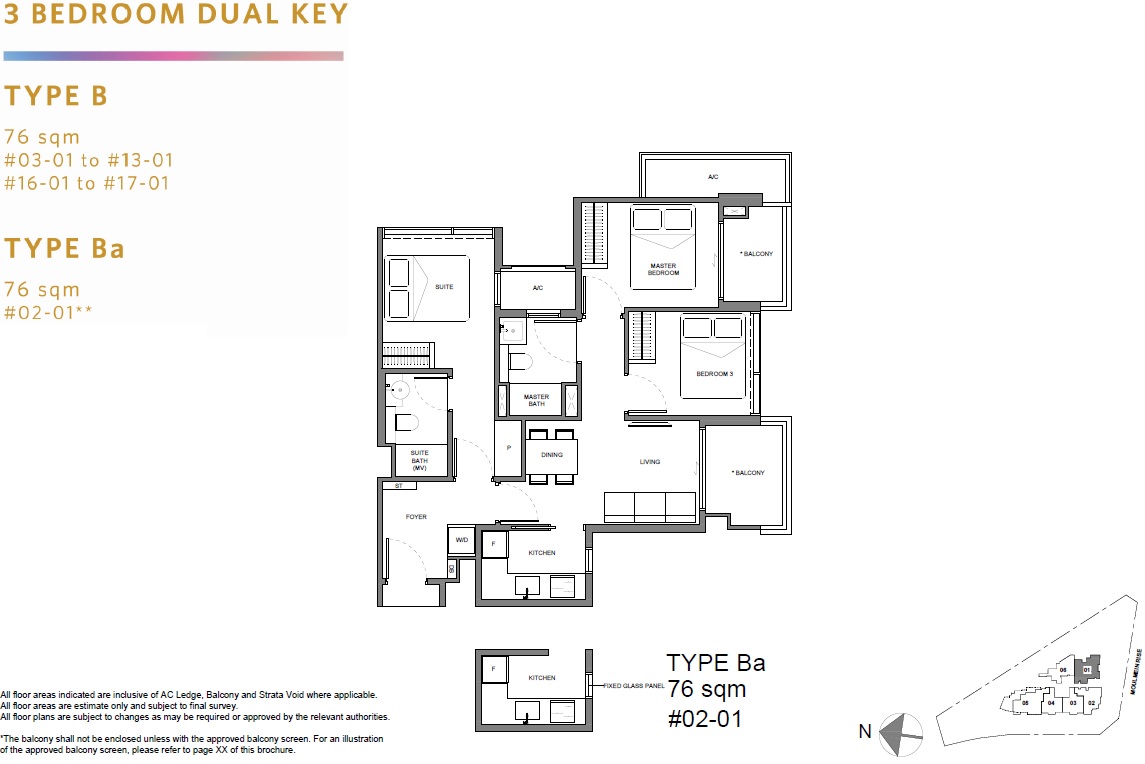 3 BEDROOM DUAL KEY
TYPE B
76 sqm
#03-01 to #13-01
#16-01 to #17-01
TYPE Ba
76 sqm
#02-01**
A/C
MASTER
BEDROOM
* BALCONY
SUITE
A/C
BEDROOM 3
MASTER
BATH
SUITE
BATH
(MV)
P
DINING
LIVING
* BALCONY
ST
FOYER
W/D
F
KITCHEN
DB
F
KITCHEN
FIXED GLASS PANEL
TYPE Ba
76 sqm
#02-01
All floor areas indicated are inclusive of AC Ledge, Balcony and Strata Void where applicable.
All floor areas are estimate only and subject to final survey.
All floor plans are subject to changes as may be required or approved by the relevant authorities.
*The balcony shall not be enclosed unless with the approved balcony screen. For an illustration
of the approved balcony screen, please refer to page XX of this brochure.
N
06
01
05
04
03
02
MOULMEIN RISE